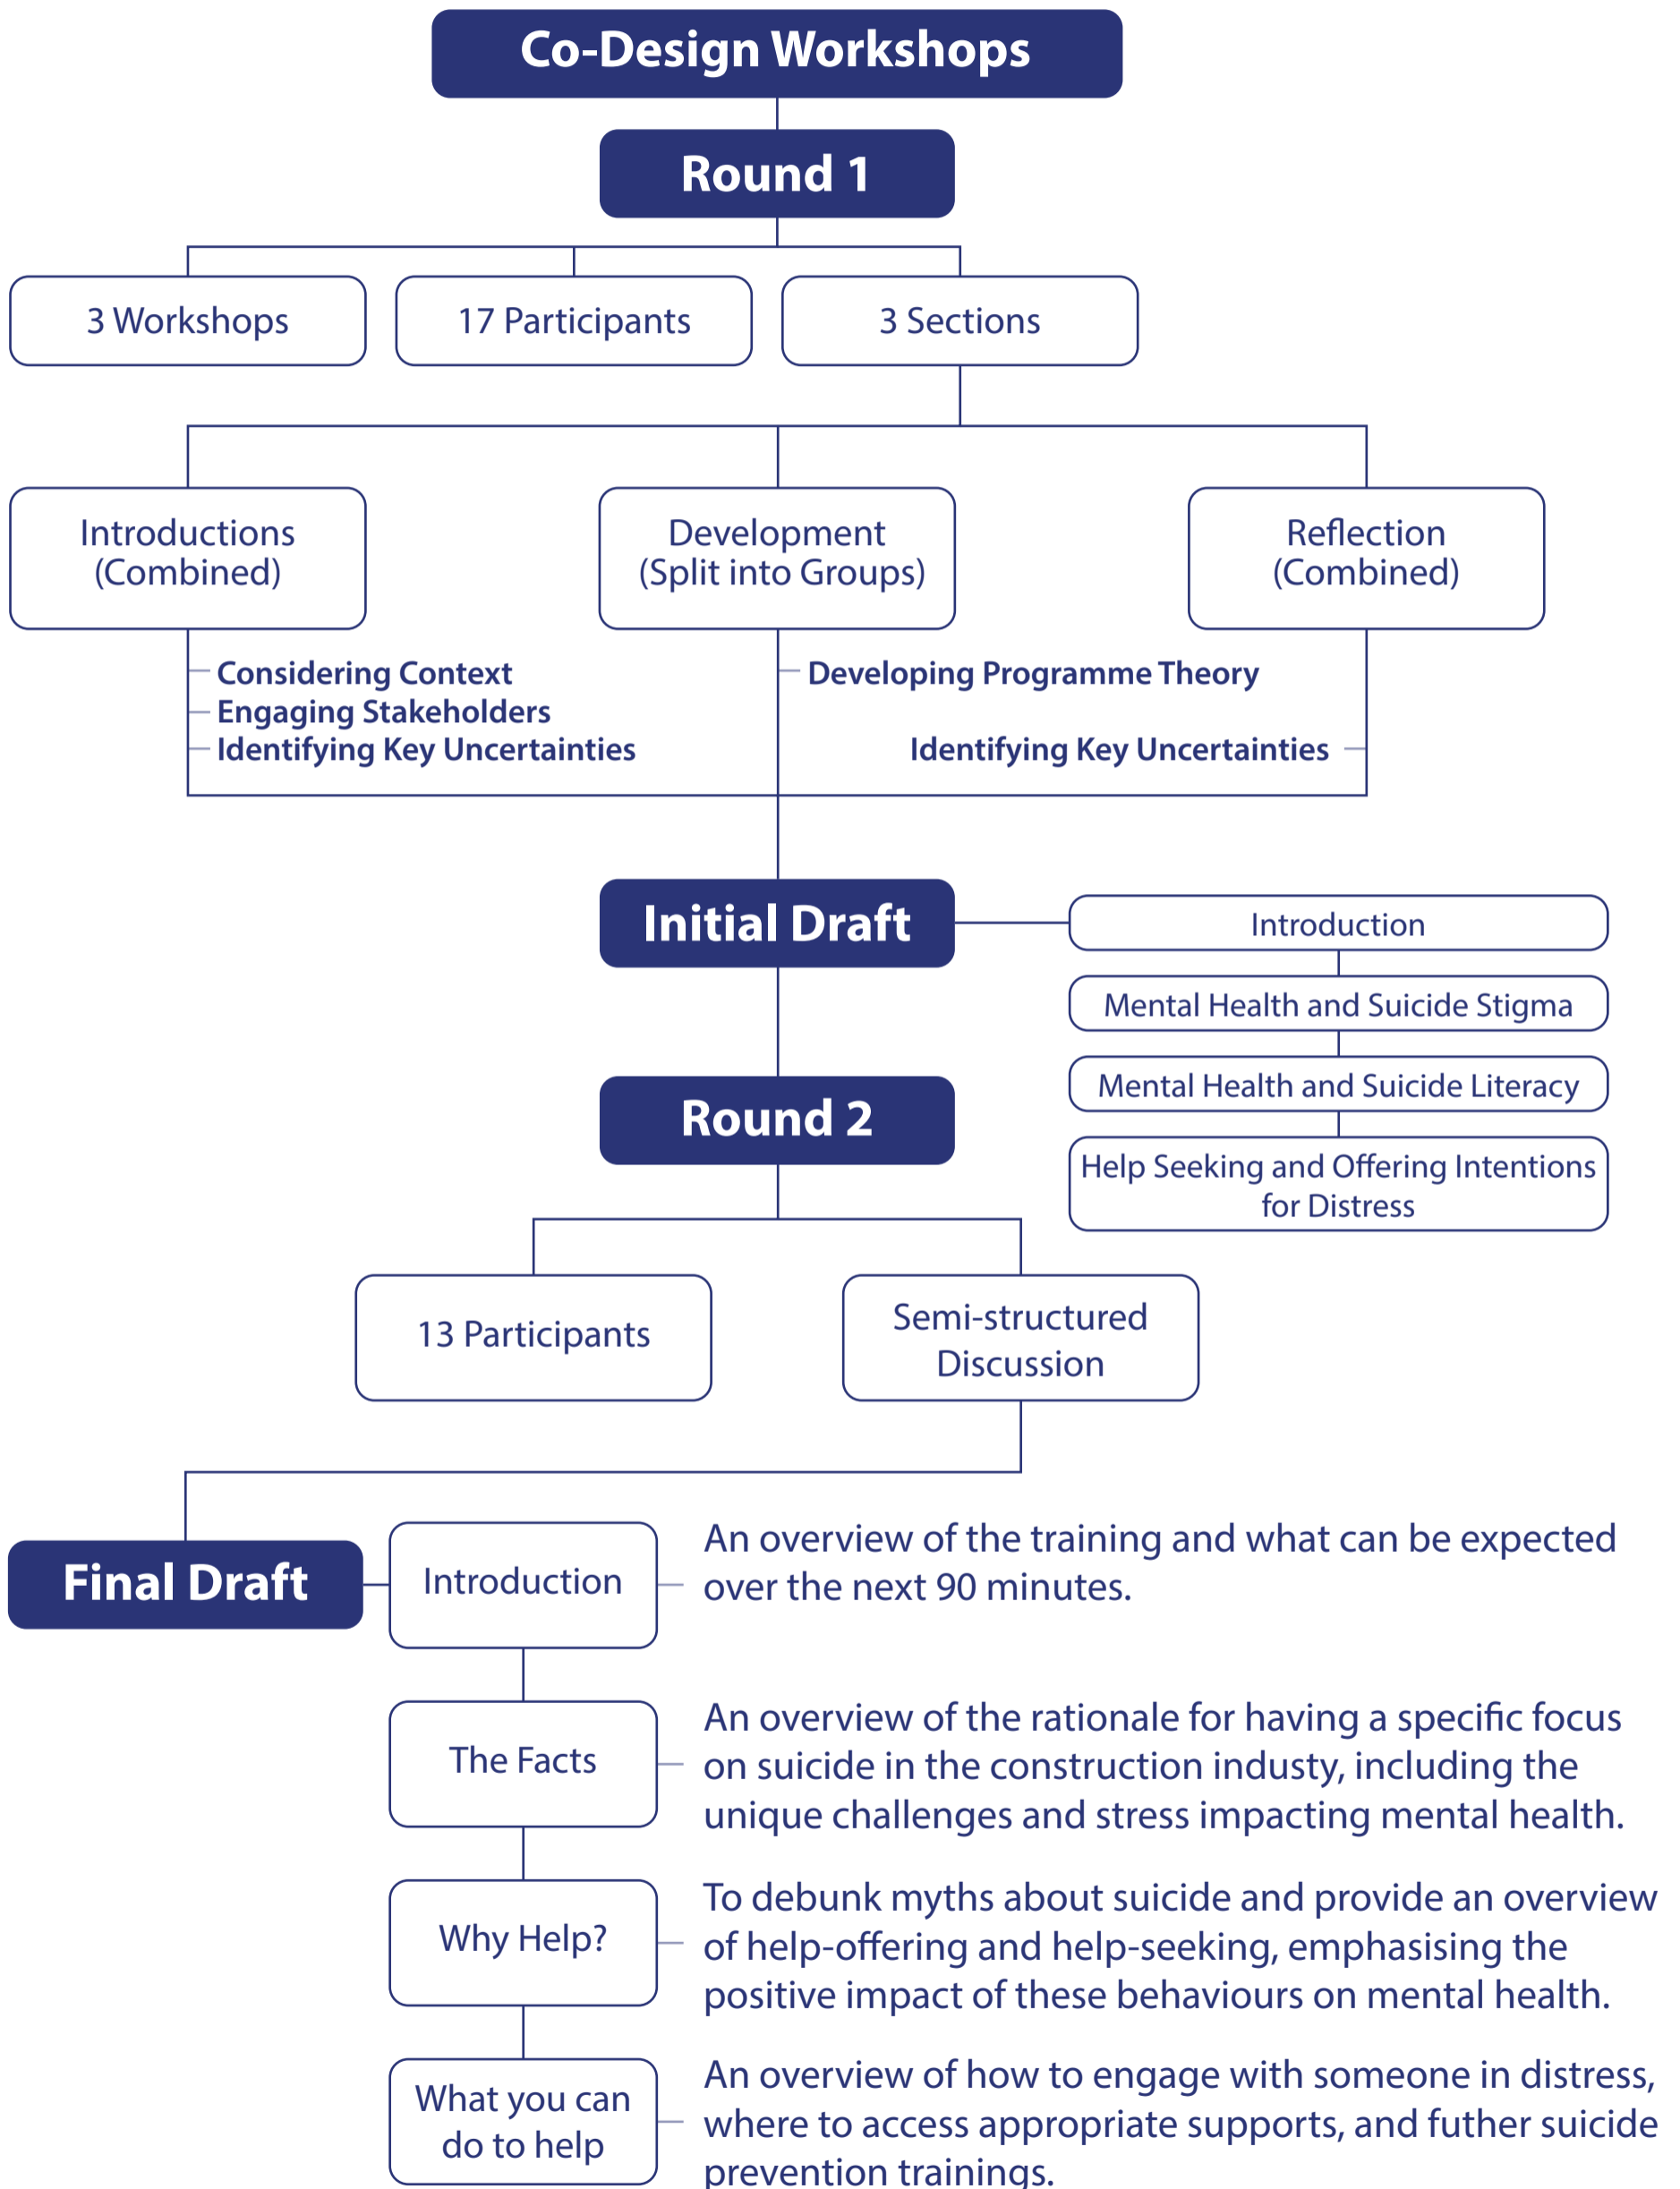 Co-Design Workshops
Round 1
3 Workshops
17 Participants
3 Sections
Introductions
(Combined)
Development
(Split into Groups)
Reflection
(Combined)
Considering Context
Engaging Stakeholders
Identifying Key Uncertainties
Developing Programme Theory
Identifying Key Uncertainties
Initial Draft
Introduction
Mental Health and Suicide Stigma
Mental Health and Suicide Literacy
Help Seeking and Offering Intentions
for Distress
Round 2
13 Participants
Semi-structured
Discussion
Final Draft
Introduction
An overview of the training and what can be expected
over the next 90 minutes.
The Facts
An overview of the rationale for having a specific focus
on suicide in the construction industy, including the
unique challenges and stress impacting mental health.
Why Help?
To debunk myths about suicide and provide an overview
of help-offering and help-seeking, emphasising the
positive impact of these behaviours on mental health.
What you can
do to help
An overview of how to engage with someone in distress,
where to access appropriate supports, and futher suicide
prevention trainings.